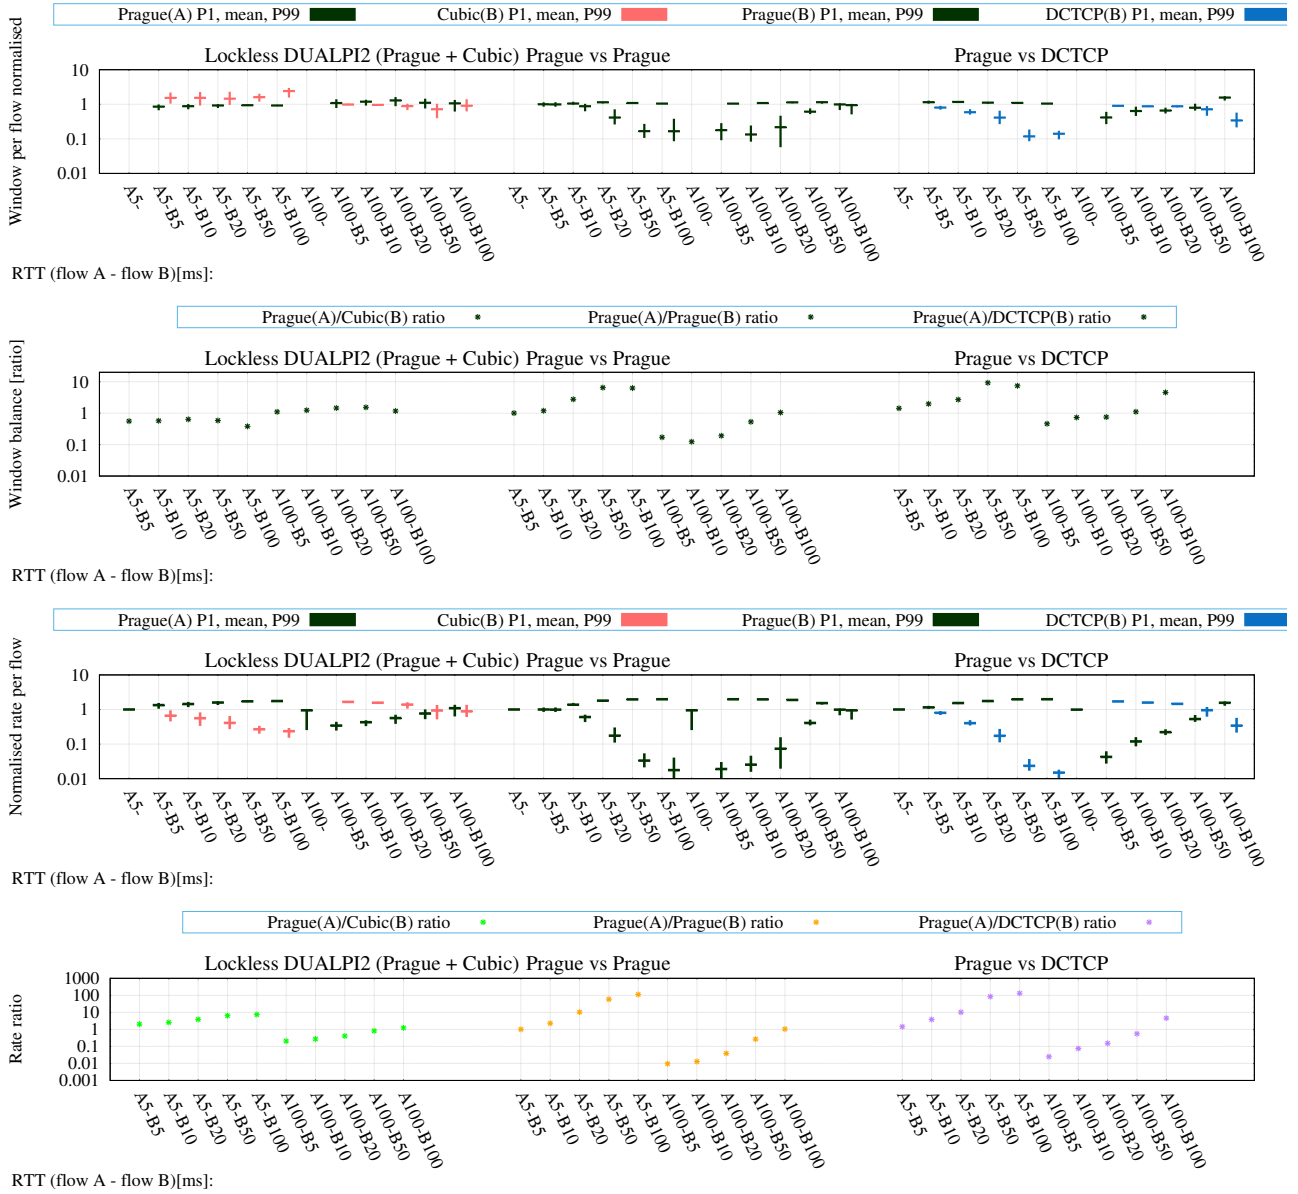 Prague(A) P1, mean, P99 Cubic(B) P1, mean, P99 Prague(B) P1, mean, P99 DCTCP(B) P1, mean, P99
Lockless DUALPI2 (Prague + Cubic) Prague vs Prague Prague vs DCTCP
Window per flow normalised
10
1
0.1
0.01
A5- A5-B5 A5-B10 A5-B20 A5-B50 A5-B100 A100- A100-B5 A100-B10 A100-B20 A100-B50 A100-B100 A5- A5-B5 A5-B10 A5-B20 A5-B50 A5-B100 A100- A100-B5 A100-B10 A100-B20 A100-B50 A100-B100 A5- A5-B5 A5-B10 A5-B20 A5-B50 A5-B100 A100- A100-B5 A100-B10 A100-B20 A100-B50 A100-B100
RTT (flow A - flow B)[ms]:
Prague(A)/Cubic(B) ratio Prague(A)/Prague(B) ratio Prague(A)/DCTCP(B) ratio
Lockless DUALPI2 (Prague + Cubic) Prague vs Prague Prague vs DCTCP
Window balance [ratio]
10
1
0.1
0.01
A5-B5 A5-B10 A5-B20 A5-B50 A5-B100 A100-B5 A100-B10 A100-B20 A100-B50 A100-B100 A5-B5 A5-B10 A5-B20 A5-B50 A5-B100 A100-B5 A100-B10 A100-B20 A100-B50 A100-B100 A5-B5 A5-B10 A5-B20 A5-B50 A5-B100 A100-B5 A100-B10 A100-B20 A100-B50 A100-B100
RTT (flow A - flow B)[ms]:
Prague(A) P1, mean, P99 Cubic(B) P1, mean, P99 Prague(B) P1, mean, P99 DCTCP(B) P1, mean, P99
Lockless DUALPI2 (Prague + Cubic) Prague vs Prague Prague vs DCTCP
Normalised rate per flow
10
1
0.1
0.01
A5- A5-B5 A5-B10 A5-B20 A5-B50 A5-B100 A100- A100-B5 A100-B10 A100-B20 A100-B50 A100-B100 A5- A5-B5 A5-B10 A5-B20 A5-B50 A5-B100 A100- A100-B5 A100-B10 A100-B20 A100-B50 A100-B100 A5- A5-B5 A5-B10 A5-B20 A5-B50 A5-B100 A100- A100-B5 A100-B10 A100-B20 A100-B50 A100-B100
RTT (flow A - flow B)[ms]:
Prague(A)/Cubic(B) ratio Prague(A)/Prague(B) ratio Prague(A)/DCTCP(B) ratio
Lockless DUALPI2 (Prague + Cubic) Prague vs Prague Prague vs DCTCP
Rate ratio
1000
100
10
1
0.1
0.01
0.001
A5-B5 A5-B10 A5-B20 A5-B50 A5-B100 A100-B5 A100-B10 A100-B20 A100-B50 A100-B100 A5-B5 A5-B10 A5-B20 A5-B50 A5-B100 A100-B5 A100-B10 A100-B20 A100-B50 A100-B100 A5-B5 A5-B10 A5-B20 A5-B50 A5-B100 A100-B5 A100-B10 A100-B20 A100-B50 A100-B100
RTT (flow A - flow B)[ms]: